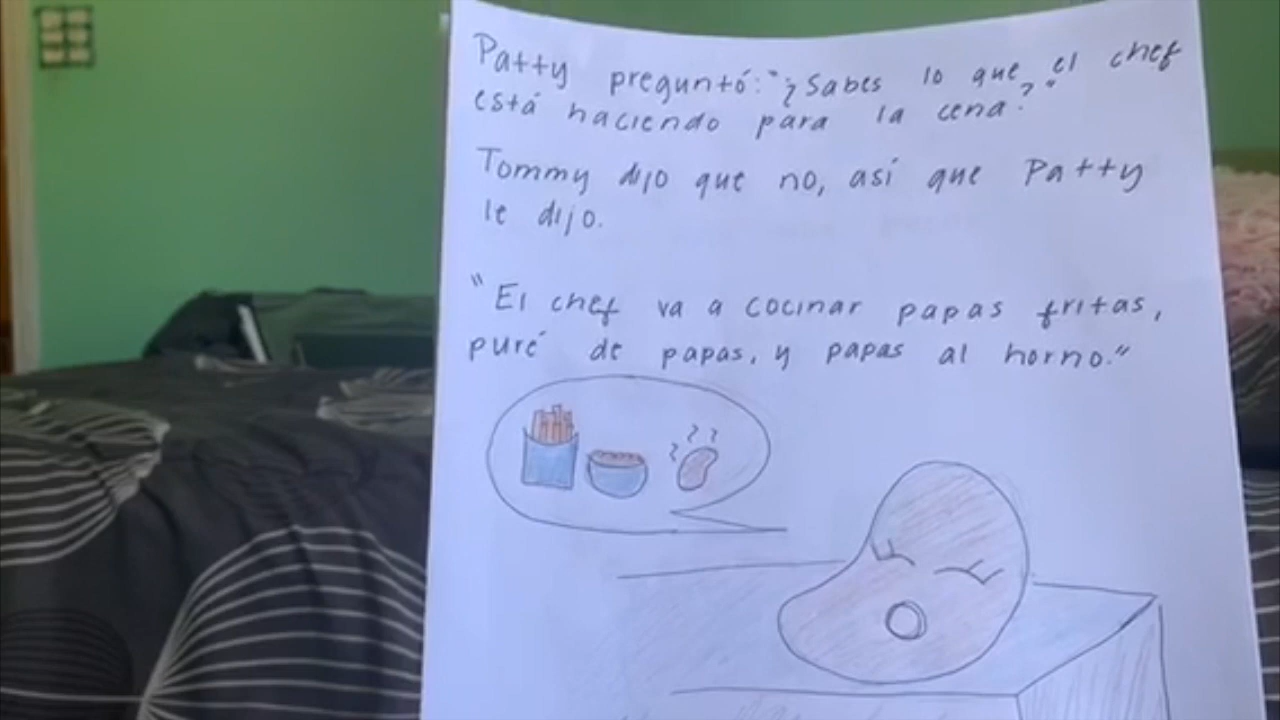 Patty preguntó: "¿Sabes lo que el chef
está haciendo para la cena?"
Tommy dijo que no, así que Patty
le dijo.
"El chef va a cocinar papas fritas,
puré de papas, y papas al horno."